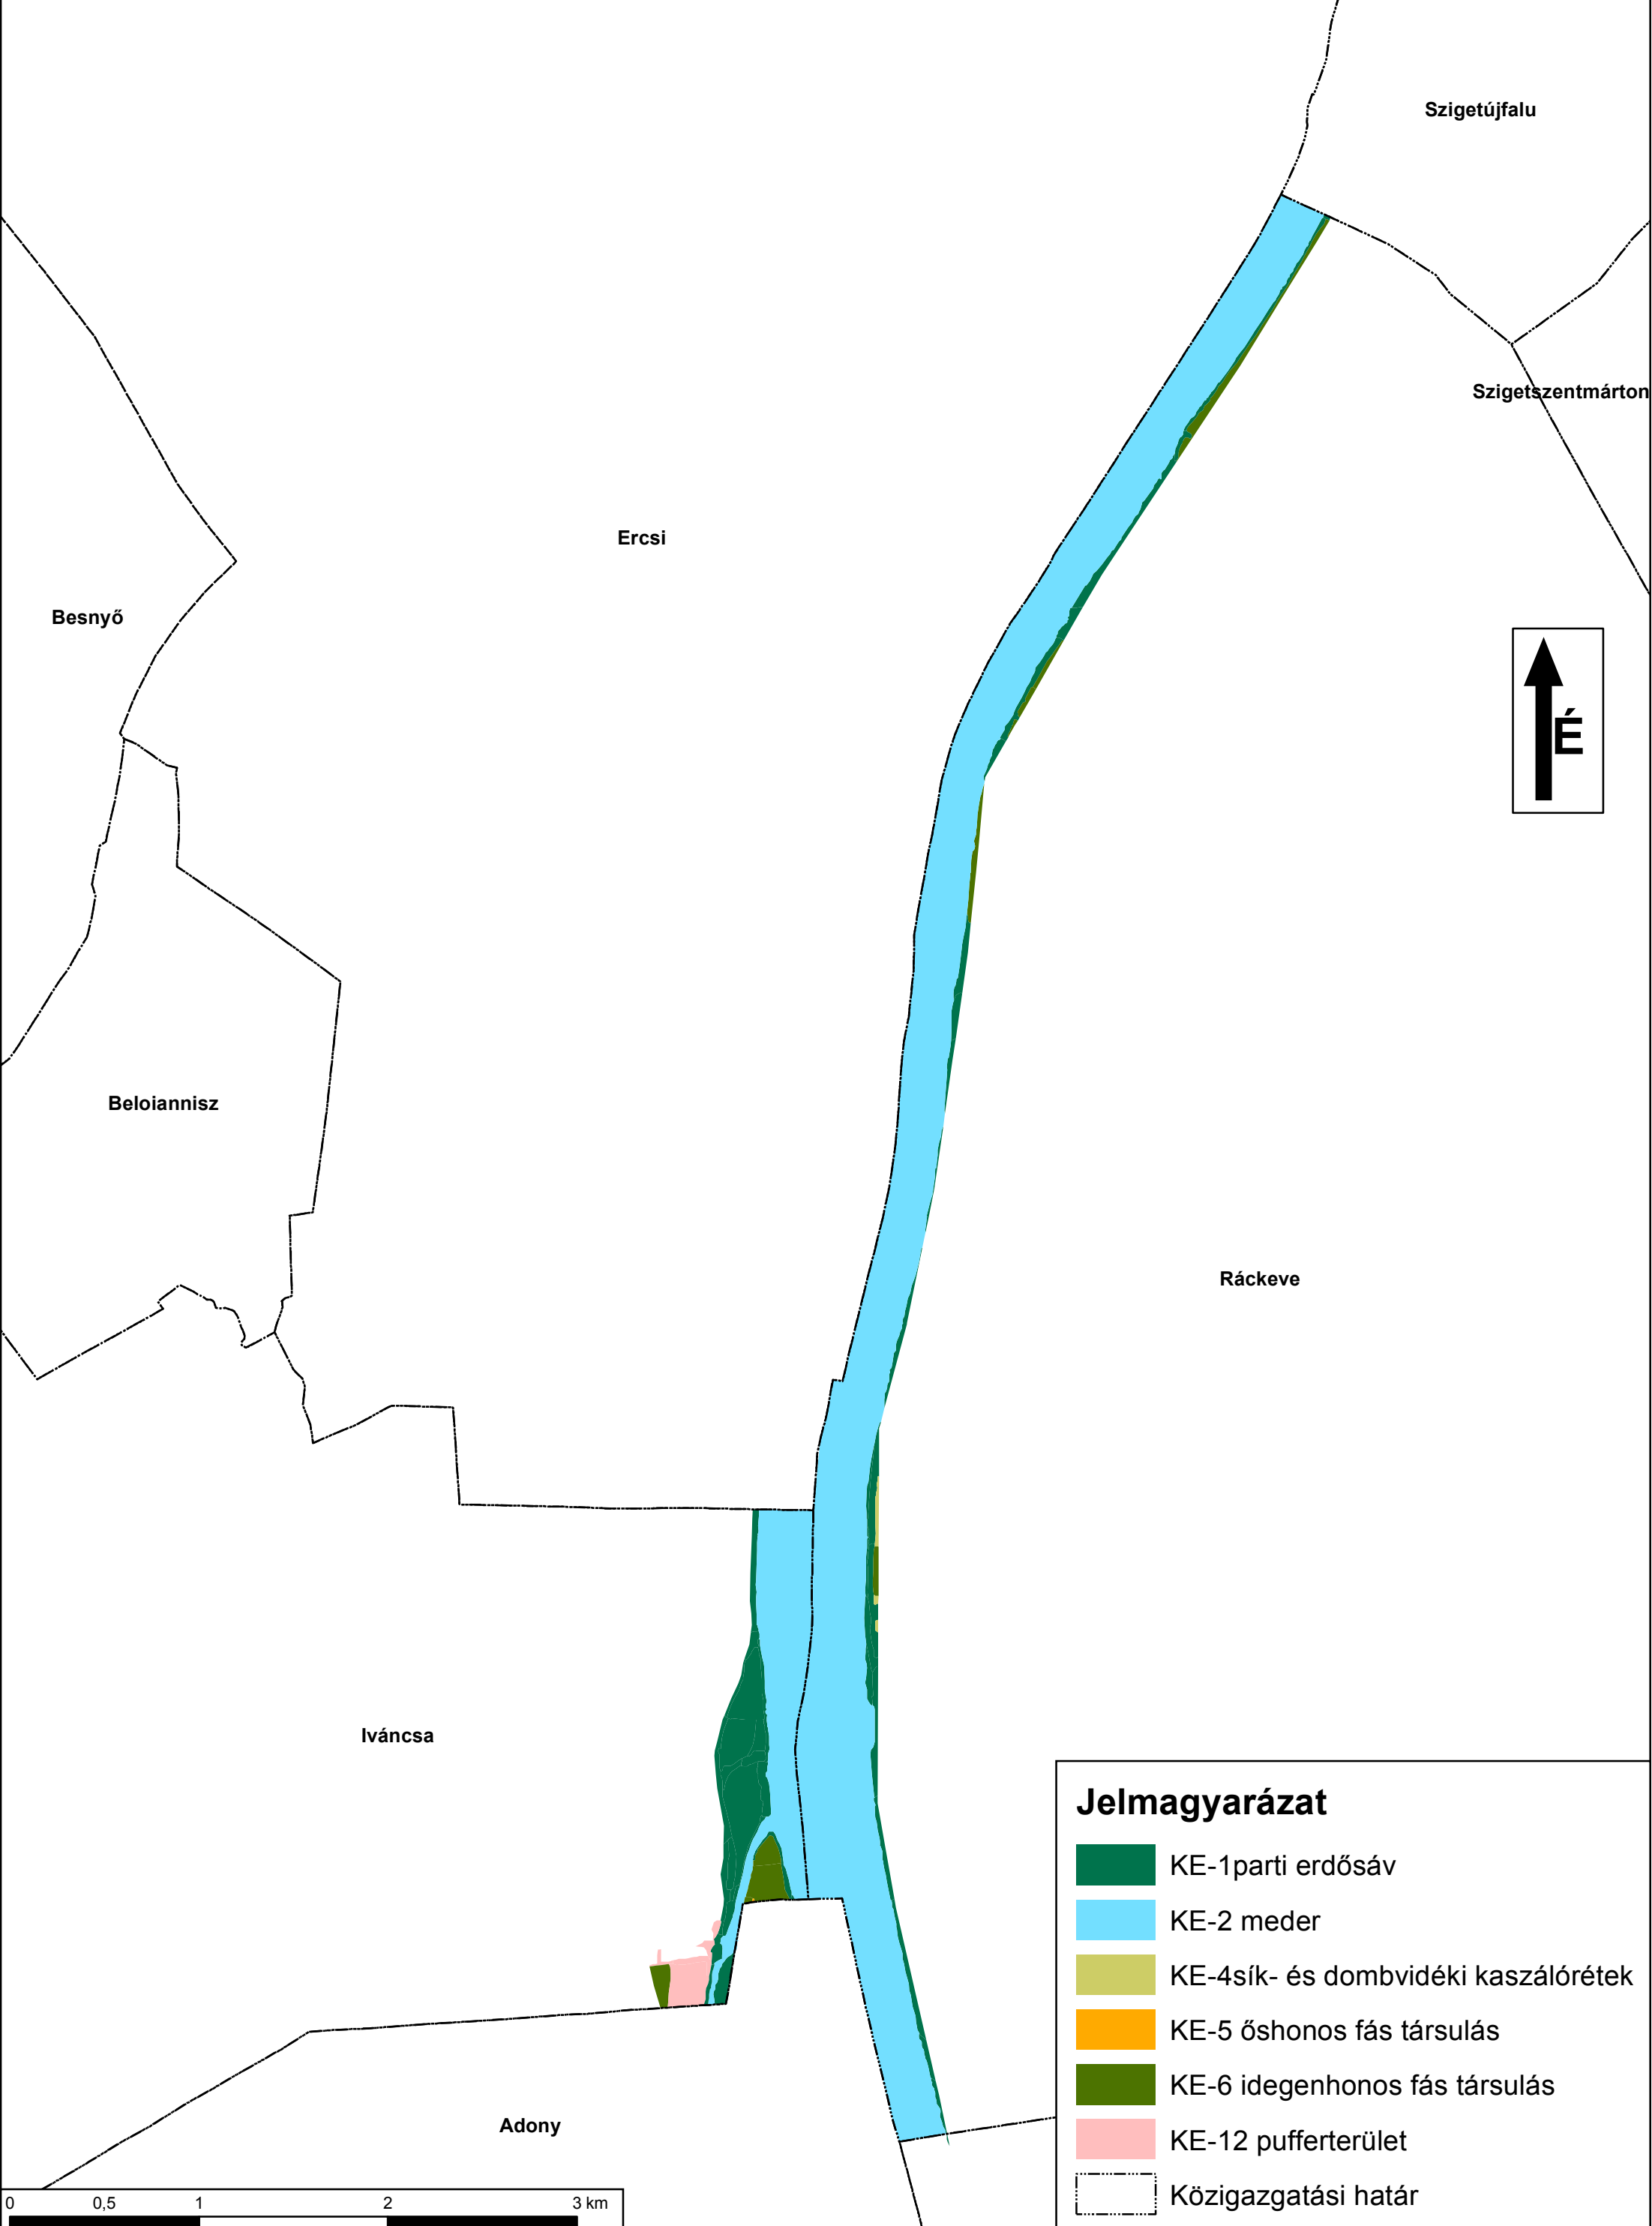 Szigetújfalu
Szigetszentmárton
Ercsi
Besnyő
É
Beloiannisz
Ráckeve
Iváncsa
Adony
Jelmagyarázat
KE-1parti erdősáv
KE-2 meder
KE-4sík- és dombvidéki kaszálórétek
KE-5 őshonos fás társulás
KE-6 idegenhonos fás társulás
KE-12 pufferterület
Közigazgatási határ
0 0,5 1 2 3 km